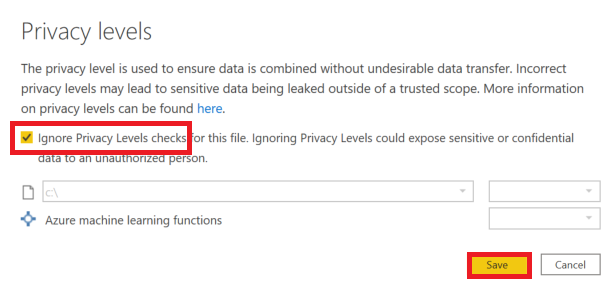 Privacy levels
The privacy level is used to ensure data is combined without undesirable data transfer. Incorrect
privacy levels may lead to sensitive data being leaked outside of a trusted scope. More information
on privacy levels can be found here.
Ignore Privacy Levels checks for this file. Ignoring Privacy Levels could expose sensitive or confidential
data to an unauthorized person.
c:\
Azure machine learning functions
Save Cancel